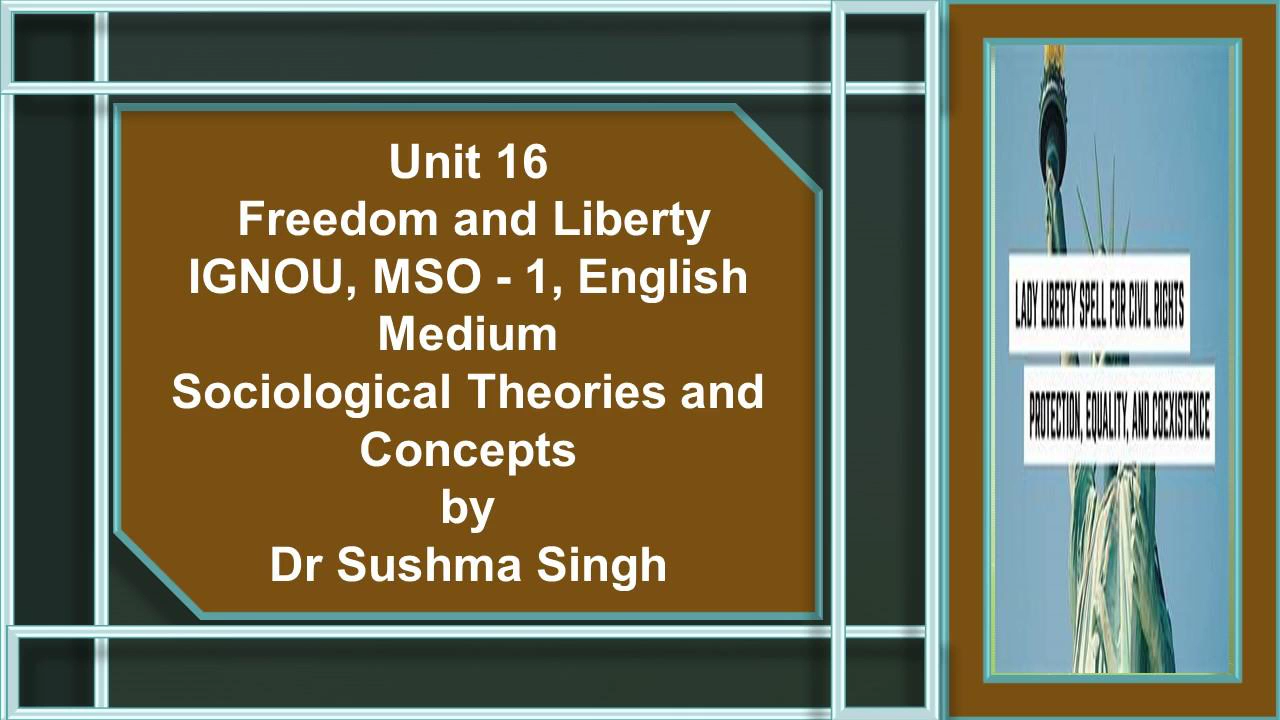 Unit 16
Freedom and Liberty
IGNOU, MSO - 1, English
Medium
Sociological Theories and
Concepts
by
Dr Sushma Singh
LADY LIBERTY SPELL FOR CIVIL RIGHTS
PROTECTION, EQUALITY, AND COEXISTENCE